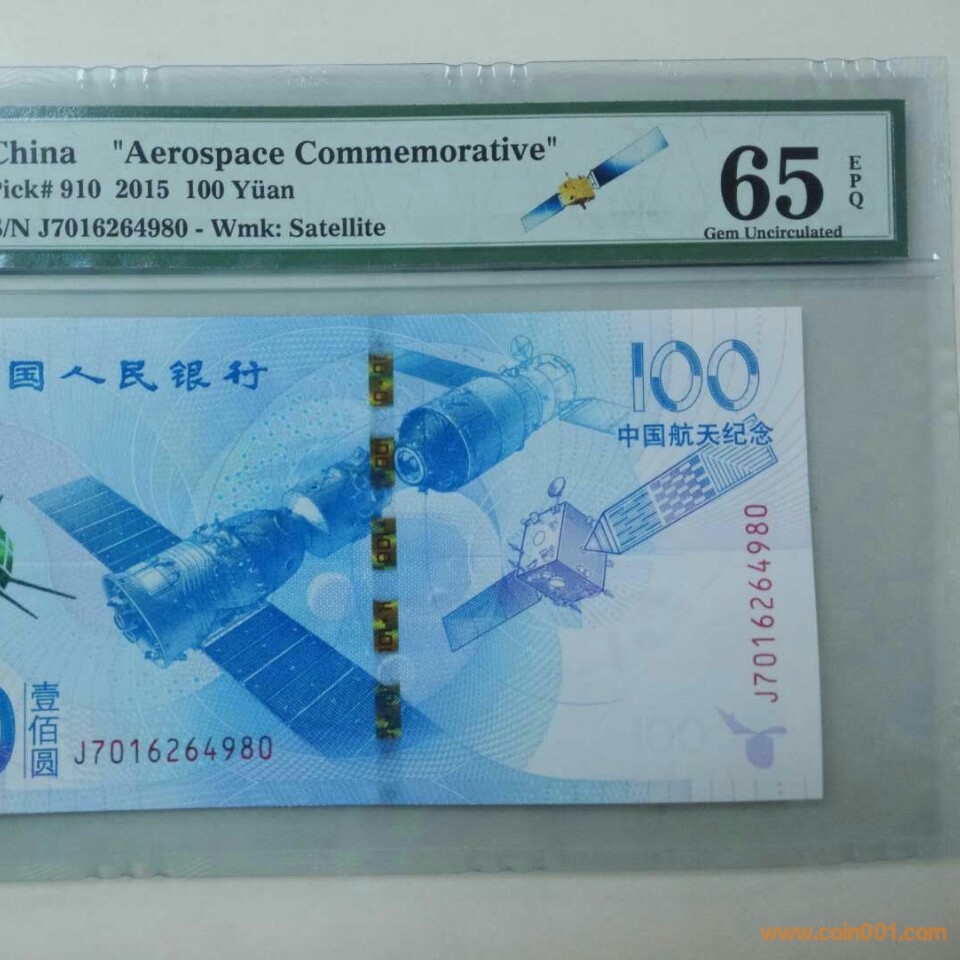 China "Aerospace Commemorative"
Pick# 910 2015 100 Yüan
S/N J7016264980 - Wmk: Satellite
65
EPQ
Gem Uncirculated
国人民银行
100
中国航天纪念
J7016264980
壹佰圆
J7016264980
100
www.coin001.com